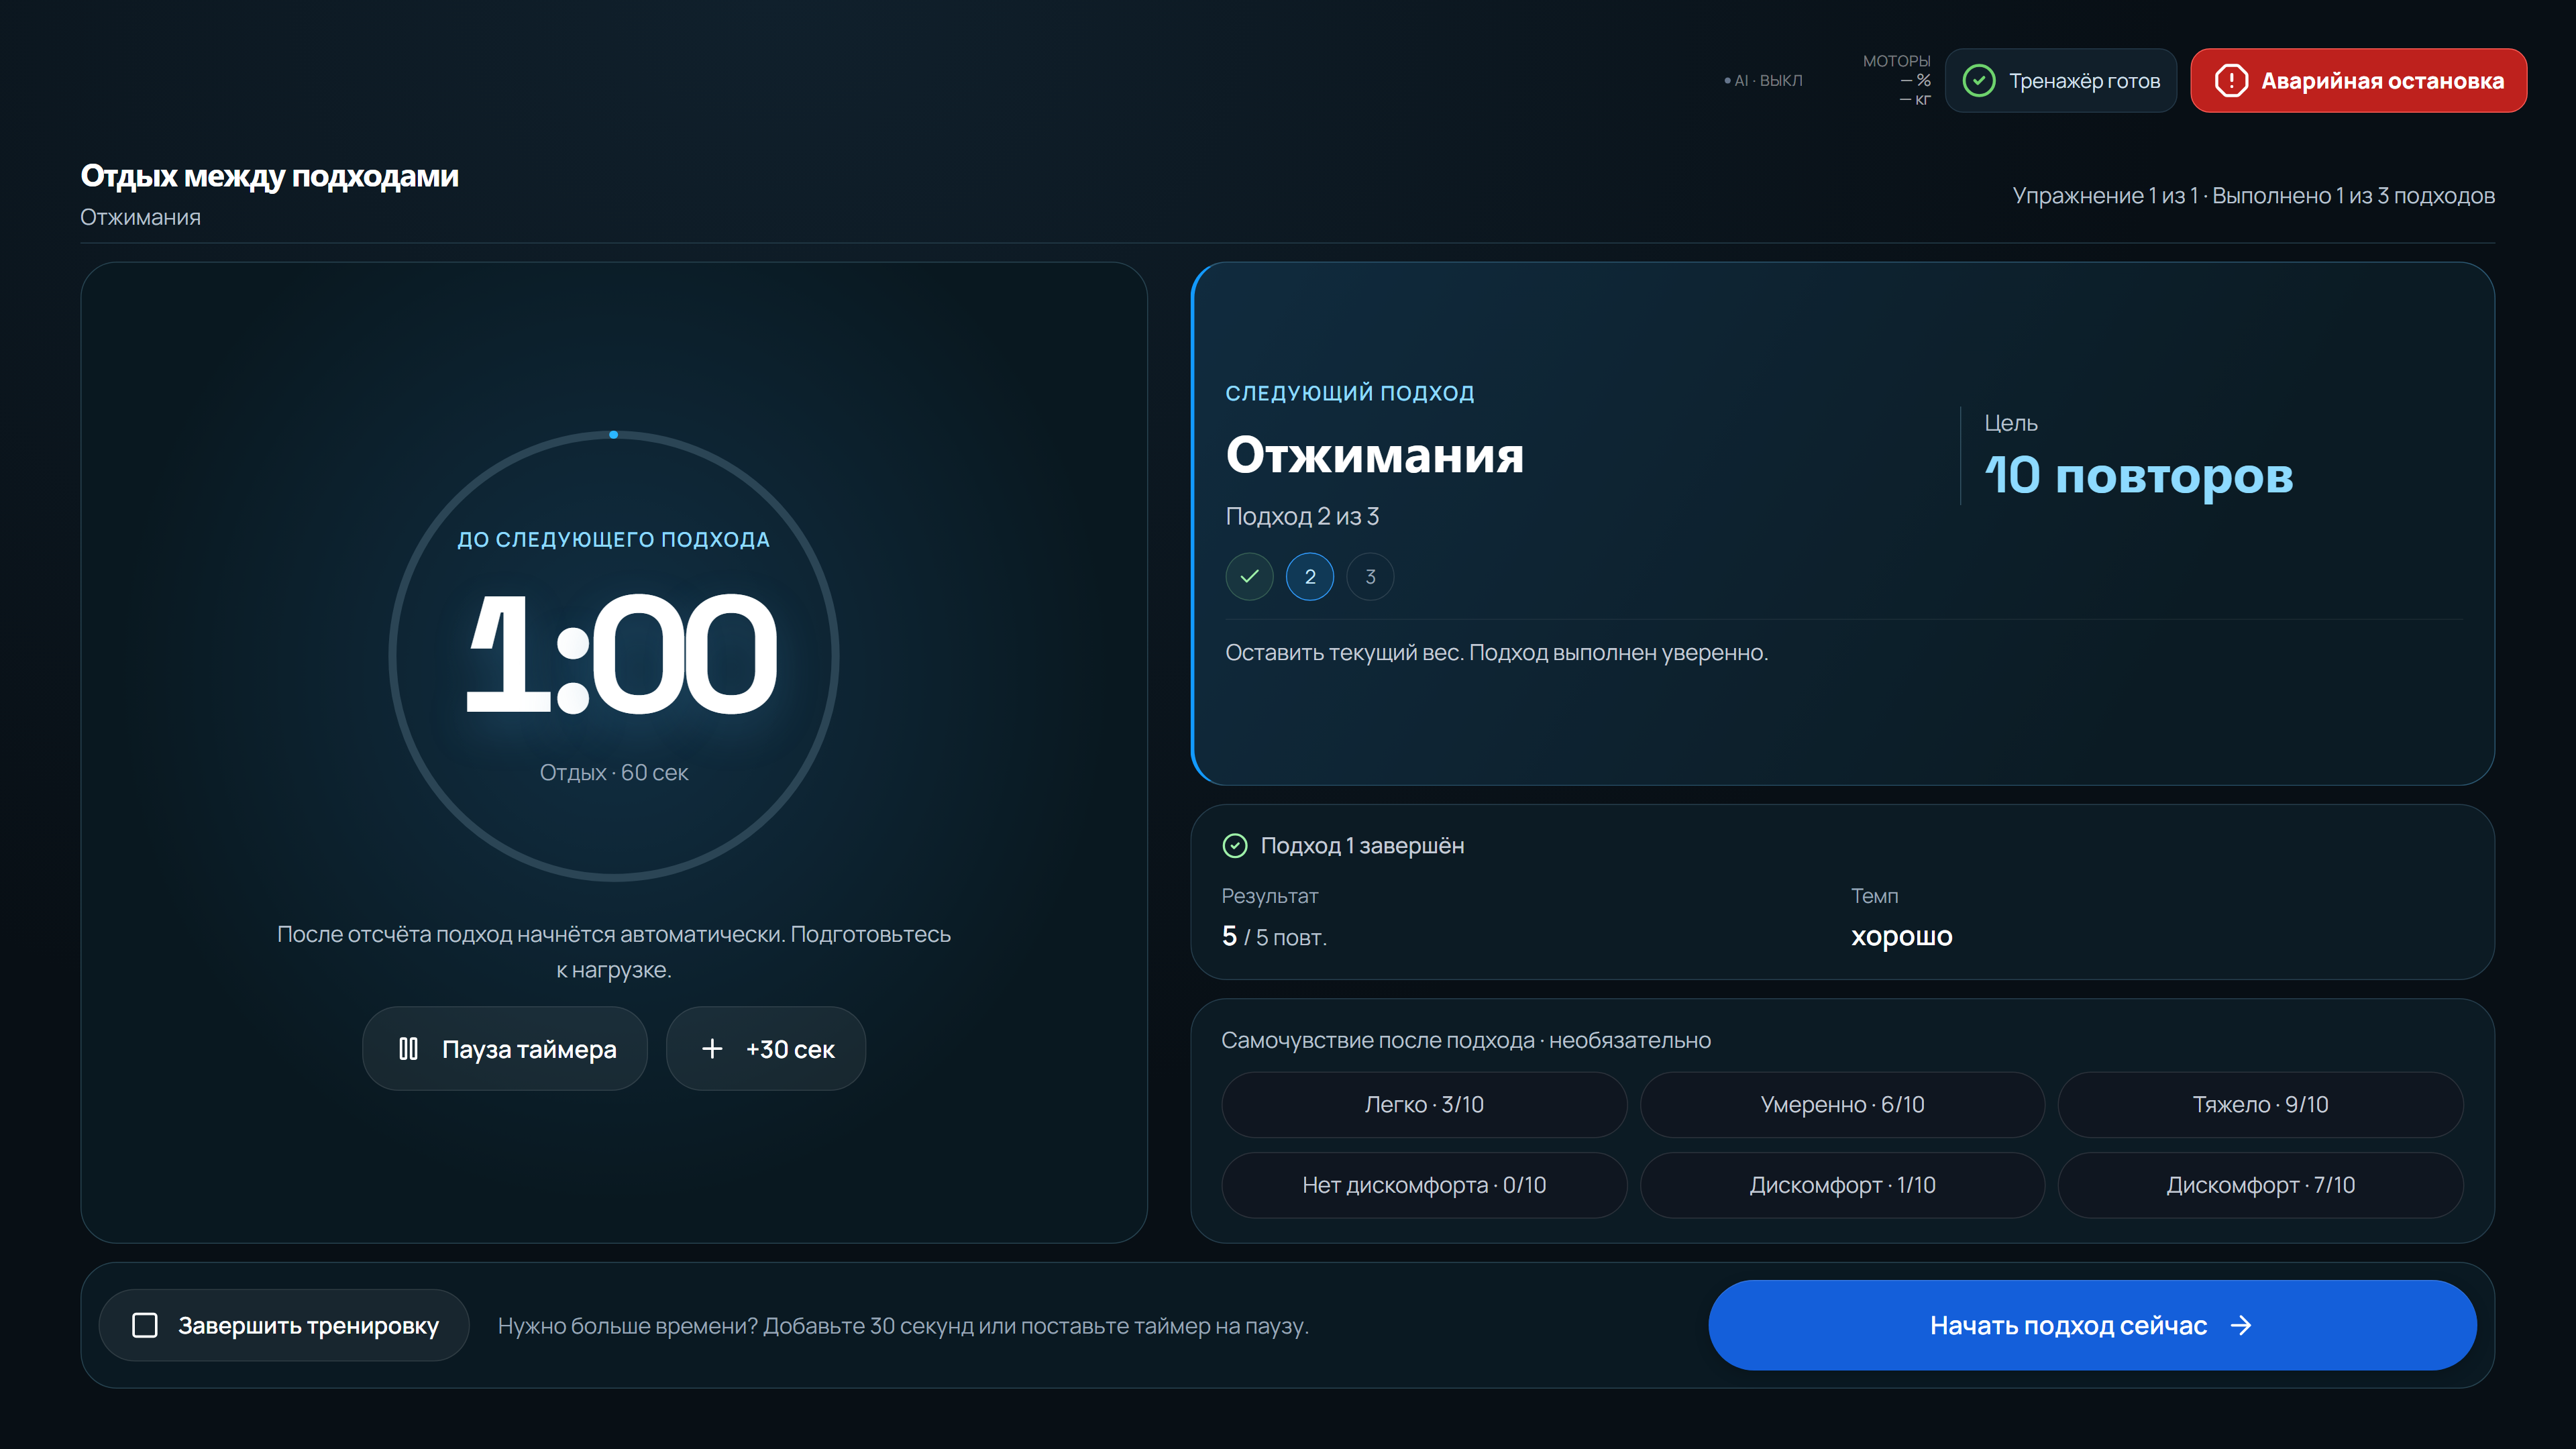 AI · ВЫКЛ
МОТОРЫ
— %
— кг
Тренажёр готов
Аварийная остановка
Отдых между подходами
Отжимания
Упражнение 1 из 1 · Выполнено 1 из 3 подходов
ДО СЛЕДУЮЩЕГО ПОДХОДА
1:00
Отдых · 60 сек
После отсчёта подход начнётся автоматически. Подготовьтесь
к нагрузке.
Пауза таймера
+30 сек
СЛЕДУЮЩИЙ ПОДХОД
Отжимания
Подход 2 из 3
2
3
Цель
10 повторов
Оставить текущий вес. Подход выполнен уверенно.
Подход 1 завершён
Результат
5 / 5 повт.
Темп
хорошо
Самочувствие после подхода · необязательно
Легко · 3/10
Умеренно · 6/10
Тяжело · 9/10
Нет дискомфорта · 0/10
Дискомфорт · 1/10
Дискомфорт · 7/10
Завершить тренировку
Нужно больше времени? Добавьте 30 секунд или поставьте таймер на паузу.
Начать подход сейчас